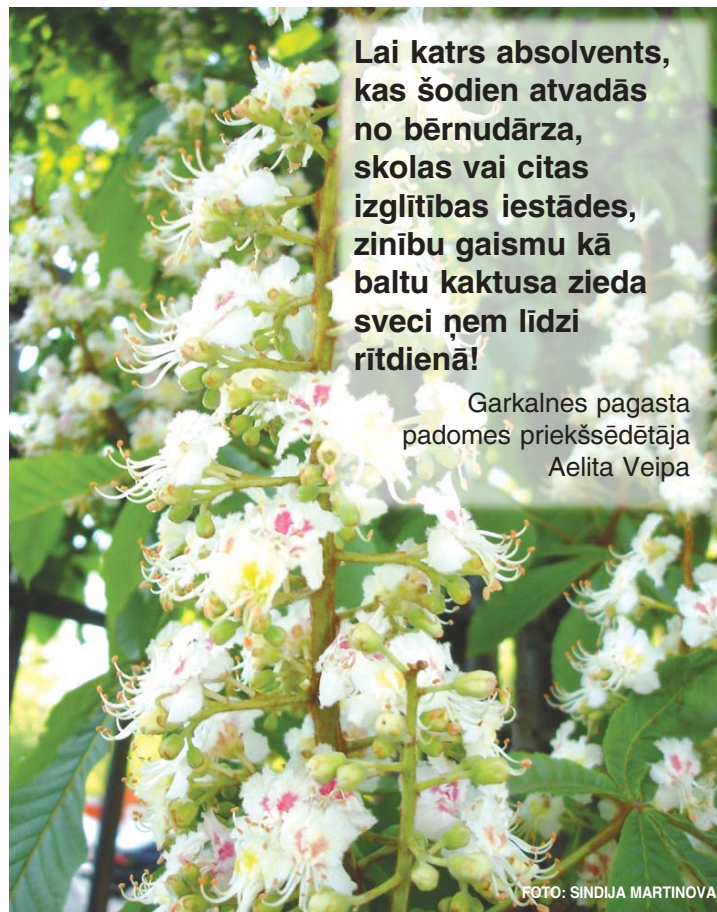 Lai katrs absolvents,
kas šodien atvadās
no bērnudārza,
skolas vai citas
izglītības iestādes,
zinību gaismu kā
baltu kaktusa zieda
sveci ņem līdzi
rītdienā!
Garkalnes pagasta
padomes priekšsēdētāja
Aelita Veipa
FOTO: SINDIJA MARTINOVA